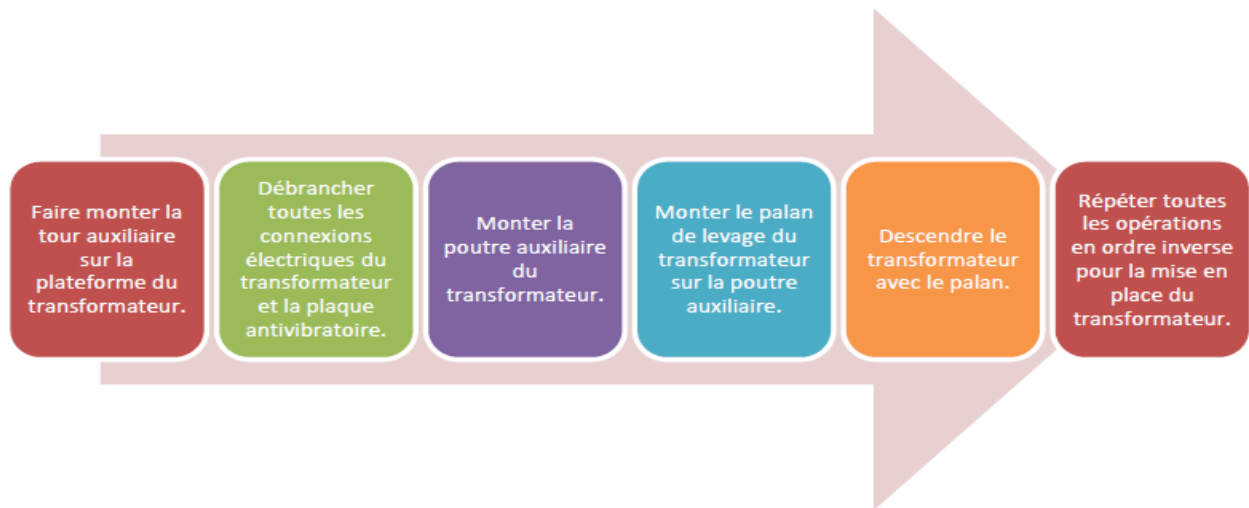 Faire monter la
tour auxiliaire
sur la
plateforme du
transformateur.
Débrancher
toutes les
connexions
électriques du
transformateur
et la plaque
antivibratoire.
Monter la
poutre auxiliaire
du
transformateur.
Monter le palan
de levage du
transformateur
sur la poutre
auxiliaire.
Descendre le
transformateur
avec le palan.
Répéter toutes
les opérations
en ordre inverse
pour la mise en
place du
transformateur.